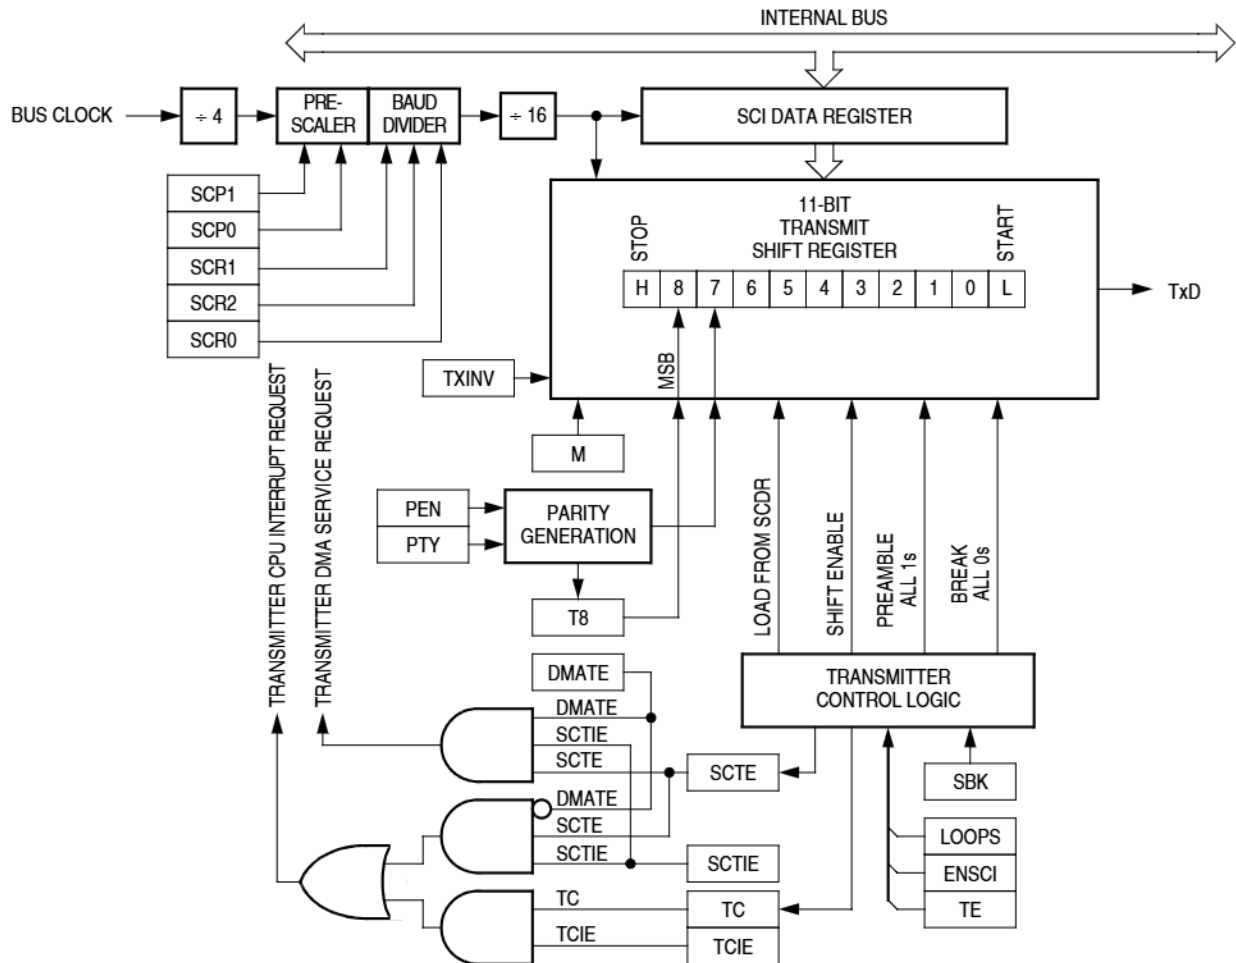 INTERNAL BUS
BUS CLOCK
÷ 4
PRE-
SCALER
BAUD
DIVIDER
÷ 16
SCI DATA REGISTER
SCP1
SCP0
SCR1
SCR2
SCR0
11-BIT
TRANSMIT
SHIFT REGISTER
STOP
START
H 8 7 6 5 4 3 2 1 0 L
TxD
TXINV
MSB
M
PEN
PTY
PARITY
GENERATION
T8
TRANSMITTER CPU INTERRUPT REQUEST
TRANSMITTER DMA SERVICE REQUEST
LOAD FROM SCDR
SHIFT ENABLE
PREAMBLE
ALL 1s
BREAK
ALL 0s
TRANSMITTER
CONTROL LOGIC
DMATE
DMATE
SCTIE
SCTE
SCTE
SBK
DMATE
SCTE
SCTIE
SCTIE
LOOPS
ENSCI
TE
TC
TC
TCIE
TCIE